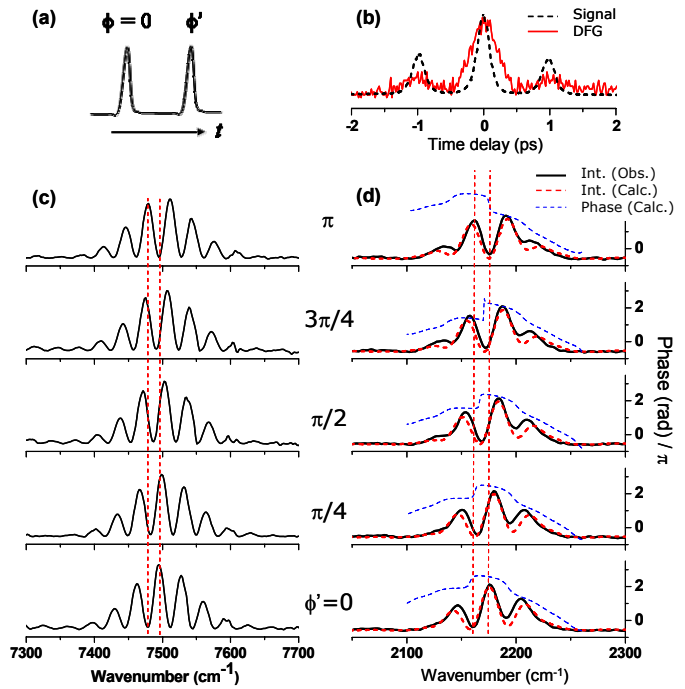 (a)
ϕ = 0 ϕ'
t
(b)
Signal
DFG
-2 -1 0 1 2
Time delay (ps)
(c)
(d)
Int. (Obs.)
Int. (Calc.)
Phase (Calc.)
π
0
3π/4
2
0
π/2
2
0
π/4
2
0
ϕ'=0
2
0
Phase (rad) / π
7300 7400 7500 7600 7700
Wavenumber (cm-1)
2100 2200 2300
Wavenumber (cm-1)